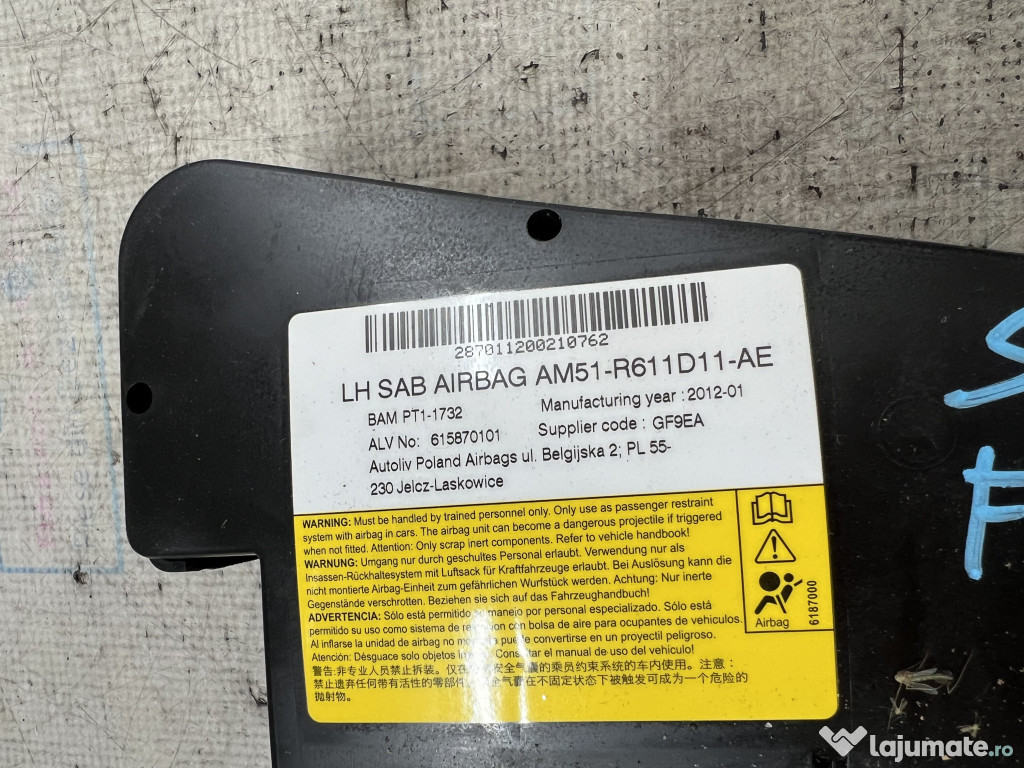 287011200210762
LH SAB AIRBAG AM51-R611D11-AE
BAM PT1-1732
Manufacturing year : 2012-01
ALV No: 615870101
Supplier code : GF9EA
Autoliv Poland Airbags ul. Belgijska 2; PL 55-
230 Jelcz-Laskowice
WARNING: Must be handled by trained personnel only. Only use as passenger restraint
system with airbag in cars. The airbag unit can become a dangerous projectile if triggered
when not fitted. Attention: Only scrap inert components. Refer to vehicle handbook!
WARNUNG: Umgang nur durch geschultes Personal erlaubt. Verwendung nur als
Insassen-Rückhaltesystem mit Luftsack für Kraftfahrzeuge erlaubt. Bei Auslösung kann die
nicht montierte Airbag-Einheit zum gefährlichen Wurfstück werden. Achtung: Nur inerte
Gegenstände verschrotten. Beziehen sie sich auf das Fahrzeughandbuch!
ADVERTENCIA: Sólo está permitido su manejo por personal especializado. Sólo está
permitido su uso como sistema de retención con bolsa de aire para ocupantes de vehículos.
Al inflarse la unidad de airbag no montada puede convertirse en un proyectil peligroso.
Atención: Désguace solo objetos inertes. Consultar el manual de uso del vehículo!
警告:非专业人员禁止拆装。仅在带有安全气囊的乘员约束系统的车内使用。注意：
禁止遗弃任何带有活性的零部件，气囊在不固定状态下被触发可成为一个危险的
抛射物。
Airbag
6187000
S
F
lajumate.ro